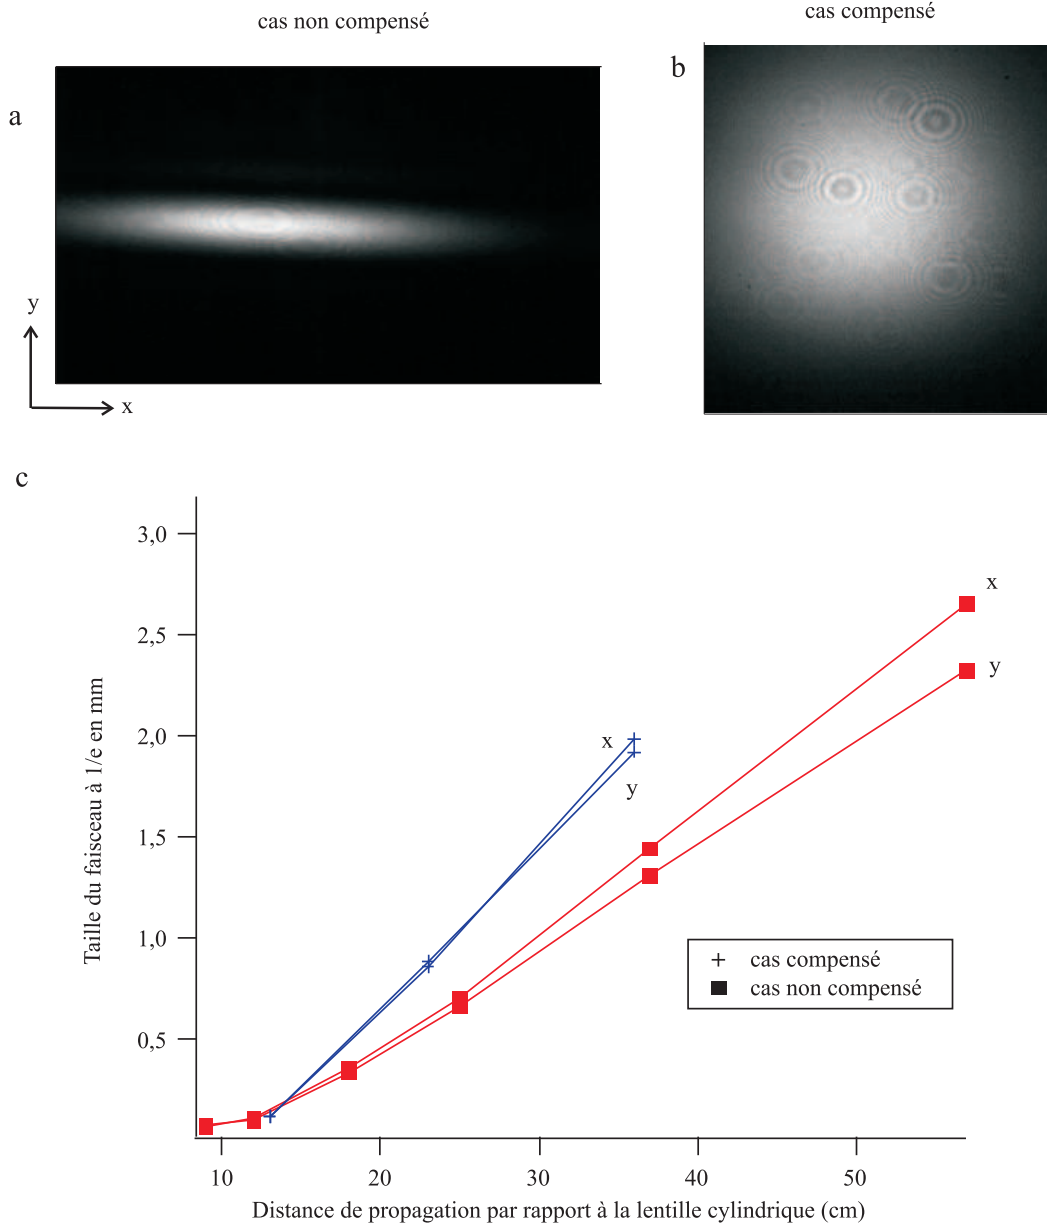 cas non compensé
cas compensé
a
b
y
x
c
3,0
2,5
2,0
1,5
1,0
0,5
Taille du faisceau à 1/e en mm
x
y
x
y
cas compensé
cas non compensé
10
20
30
40
50
Distance de propagation par rapport à la lentille cylindrique (cm)